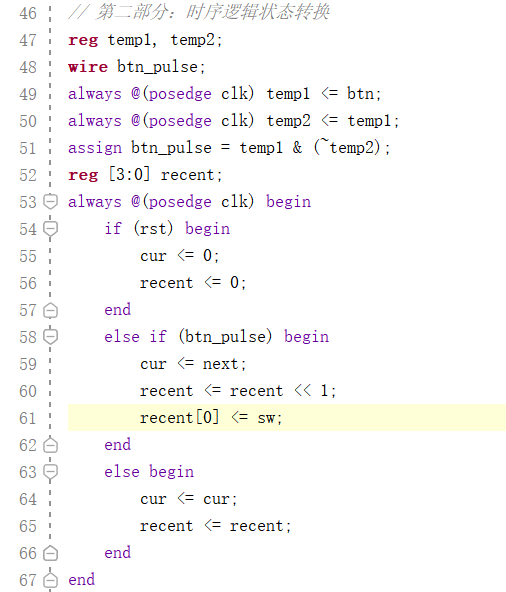 46 // 第二部分：时序逻辑状态转换
47 reg temp1, temp2;
48 wire btn_pulse;
49 always @(posedge clk) temp1 <= btn;
50 always @(posedge clk) temp2 <= temp1;
51 assign btn_pulse = temp1 & (~temp2);
52 reg [3:0] recent;
53 always @(posedge clk) begin
54     if (rst) begin
55         cur <= 0;
56         recent <= 0;
57     end
58     else if (btn_pulse) begin
59         cur <= next;
60         recent <= recent << 1;
61         recent[0] <= sw;
62     end
63     else begin
64         cur <= cur;
65         recent <= recent;
66     end
67 end